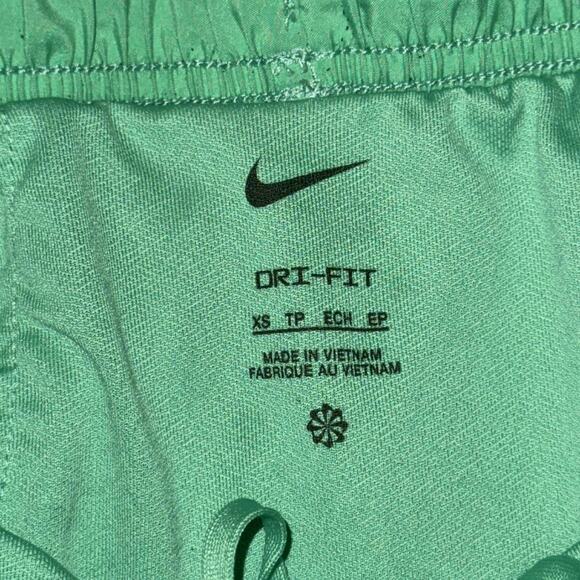 DRI-FIT
XS TP ECH EP
MADE IN VIETNAM
FABRIQUE AU VIETNAM